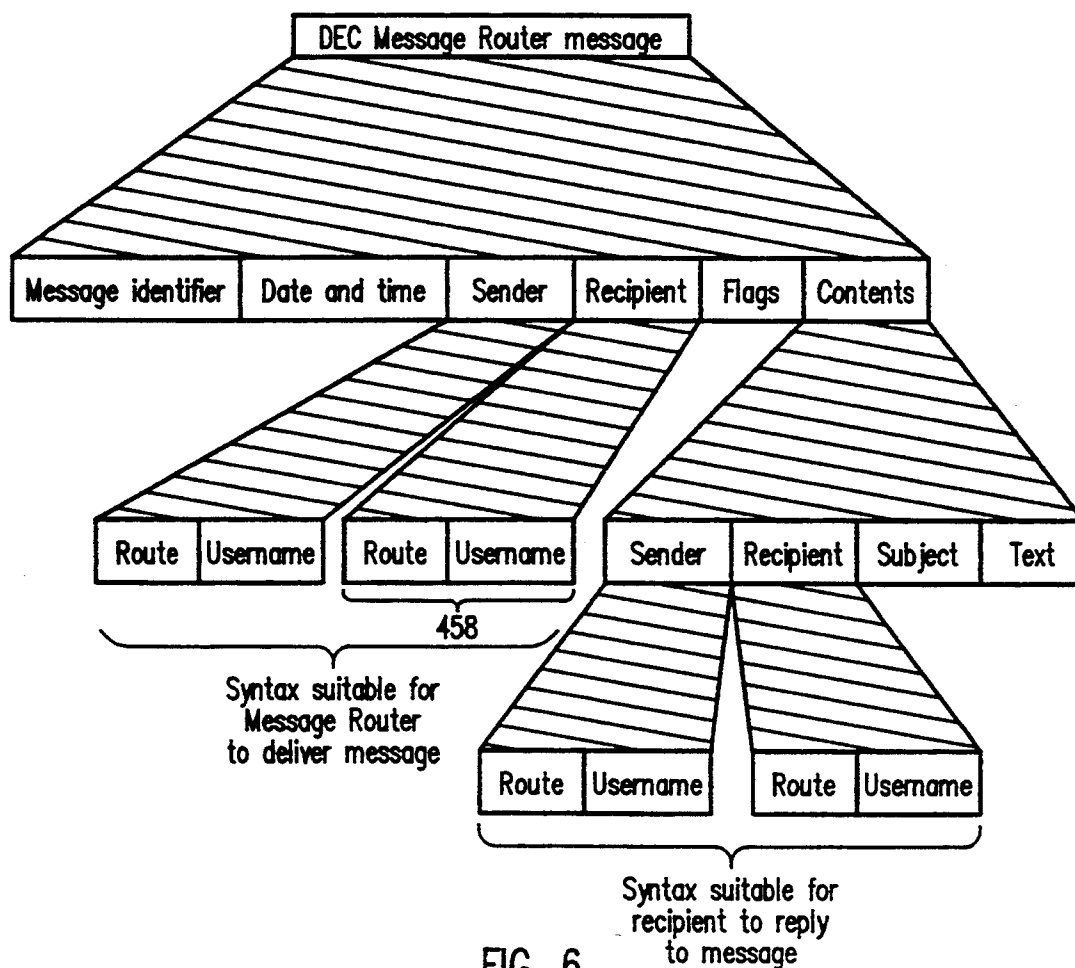 DEC Message Router message
Message identifier Date and time Sender Recipient Flags Contents
Route Username Route Username Sender Recipient Subject Text
458
Syntax suitable for
Message Router
to deliver message
Route Username Route Username
Syntax suitable for
recipient to reply
to message
FIG. 6